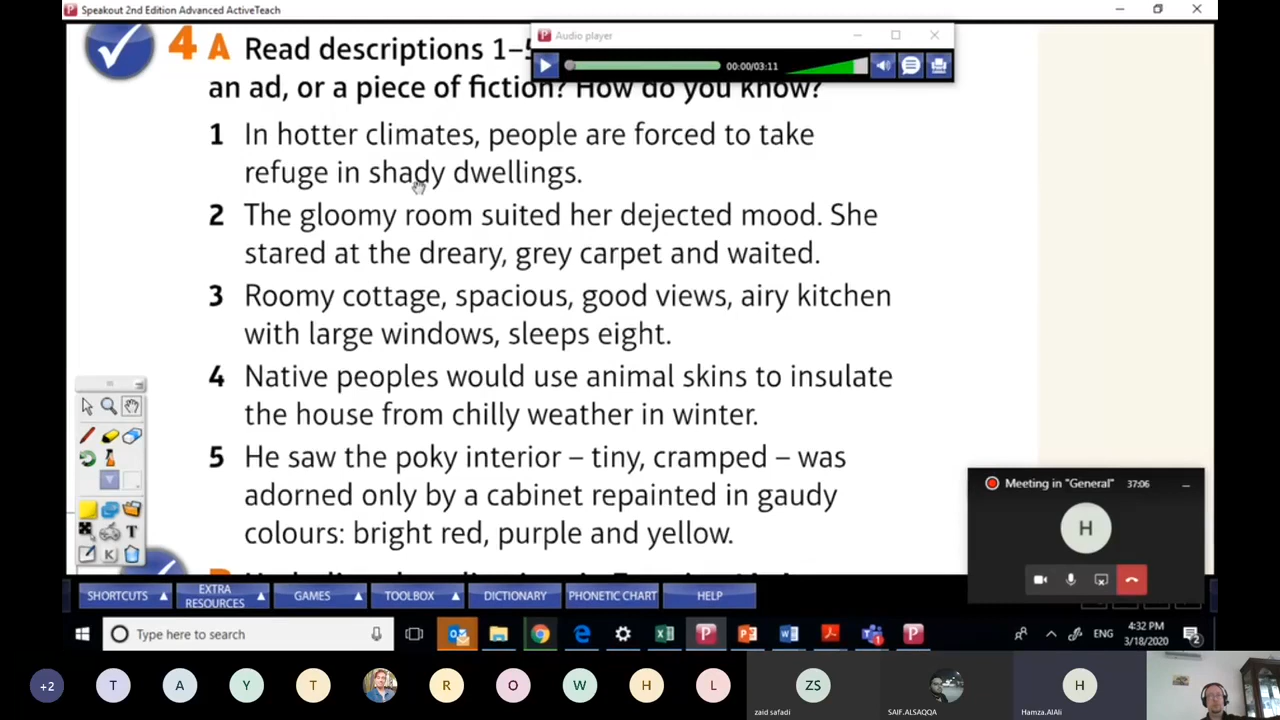 Speakout 2nd Edition Advanced ActiveTeach
Audio player
00:00/03:11
4 A Read descriptions 1–5
an ad, or a piece of fiction? How do you know?
1 In hotter climates, people are forced to take
refuge in shady dwellings.
2 The gloomy room suited her dejected mood. She
stared at the dreary, grey carpet and waited.
3 Roomy cottage, spacious, good views, airy kitchen
with large windows, sleeps eight.
4 Native peoples would use animal skins to insulate
the house from chilly weather in winter.
5 He saw the poky interior – tiny, cramped – was
adorned only by a cabinet repainted in gaudy
colours: bright red, purple and yellow.
Meeting in "General" 37:06
H
T
K
SHORTCUTS
EXTRA RESOURCES
GAMES
TOOLBOX
DICTIONARY
PHONETIC CHART
HELP
Type here to search
ENG
4:32 PM
3/18/2020
2
+2
T
A
Y
T
R
O
W
H
L
ZS
zaid safadi
SAIF.ALSAQQA
H
Hamza.AlAli